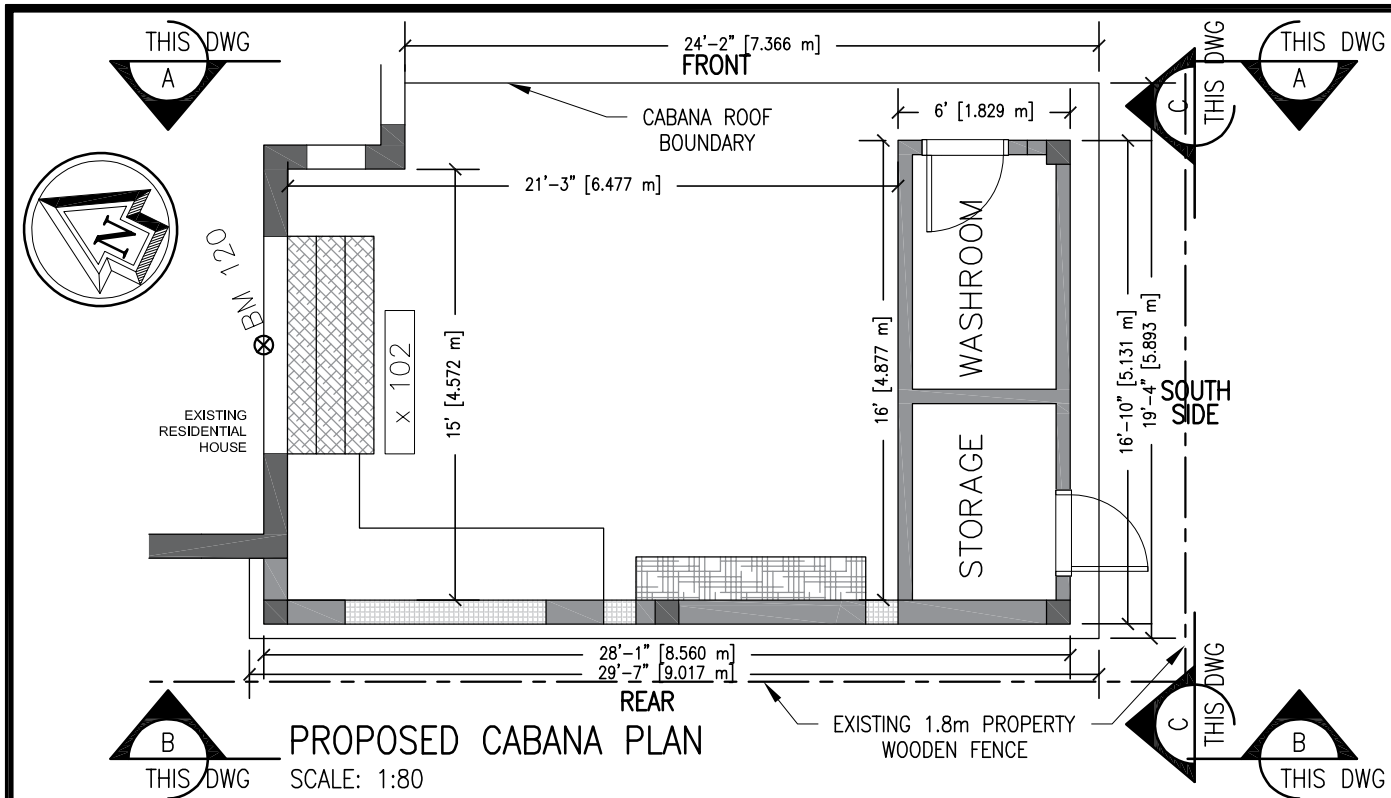 THIS DWG
A
24'-2" [7.366 m]
FRONT
THIS DWG
C
THIS DWG
A
CABANA ROOF
BOUNDARY
6' [1.829 m]
21'-3" [6.477 m]
N
BM 120
x 102
15' [4.572 m]
16' [4.877 m]
WASHROOM
STORAGE
16'-10" [5.131 m]
19'-4" [5.893 m]
SOUTH
SIDE
EXISTING
RESIDENTIAL
HOUSE
28'-1" [8.560 m]
29'-7" [9.017 m]
REAR
B
THIS DWG
PROPOSED CABANA PLAN
SCALE: 1:80
EXISTING 1.8m PROPERTY
WOODEN FENCE
C
THIS DWG
B
THIS DWG